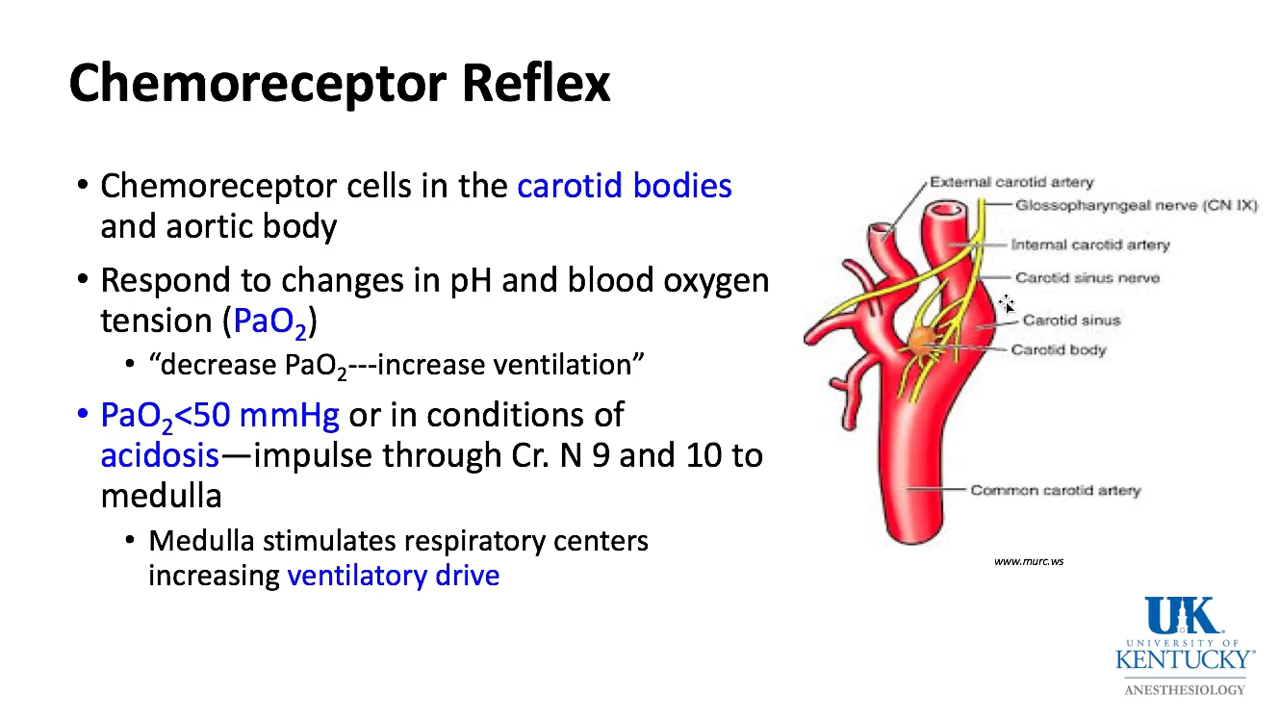 Chemoreceptor Reflex
• Chemoreceptor cells in the carotid bodies
and aortic body
• Respond to changes in pH and blood oxygen
tension (PaO2)
• “decrease PaO2---increase ventilation”
• PaO2<50 mmHg or in conditions of
acidosis—impulse through Cr. N 9 and 10 to
medulla
• Medulla stimulates respiratory centers
increasing ventilatory drive
External carotid artery
Glossopharyngeal nerve (CN IX)
Internal carotid artery
Carotid sinus nerve
Carotid sinus
Carotid body
Common carotid artery
www.murc.ws
UK
UNIVERSITY OF
KENTUCKY®
ANESTHESIOLOGY